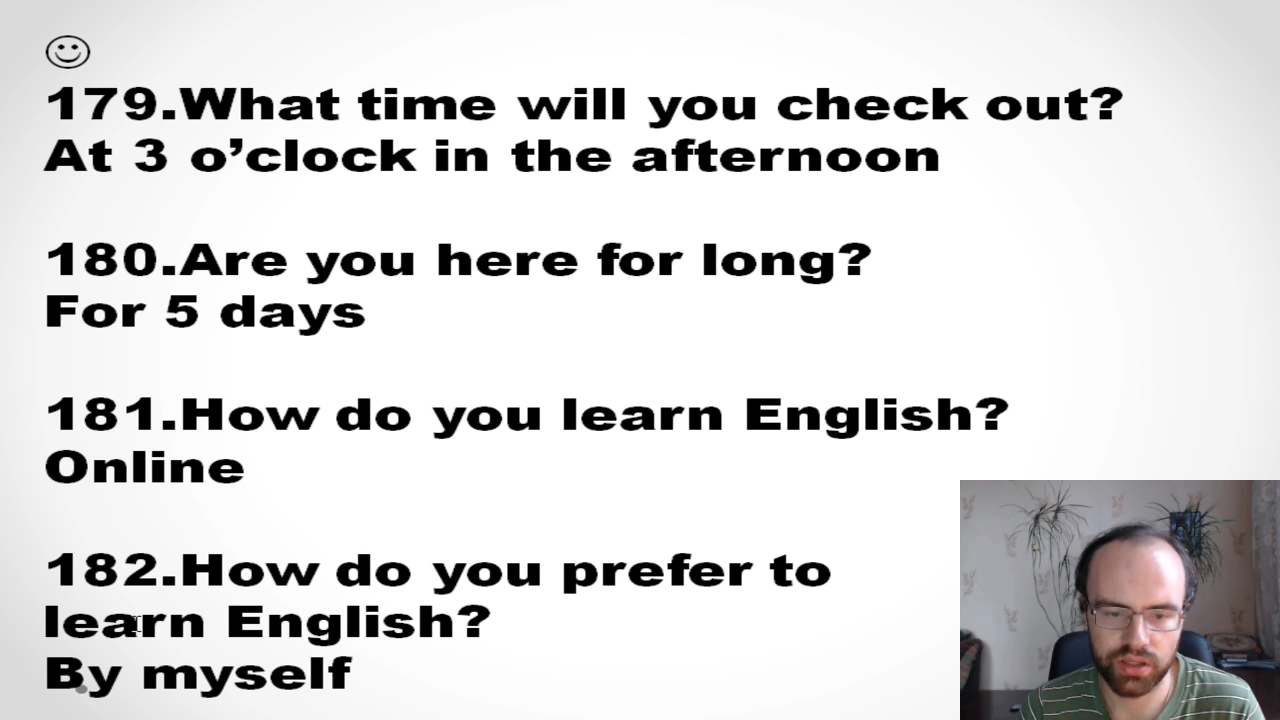 179.What time will you check out?
At 3 o’clock in the afternoon
180.Are you here for long?
For 5 days
181.How do you learn English?
Online
182.How do you prefer to
learn English?
By myself